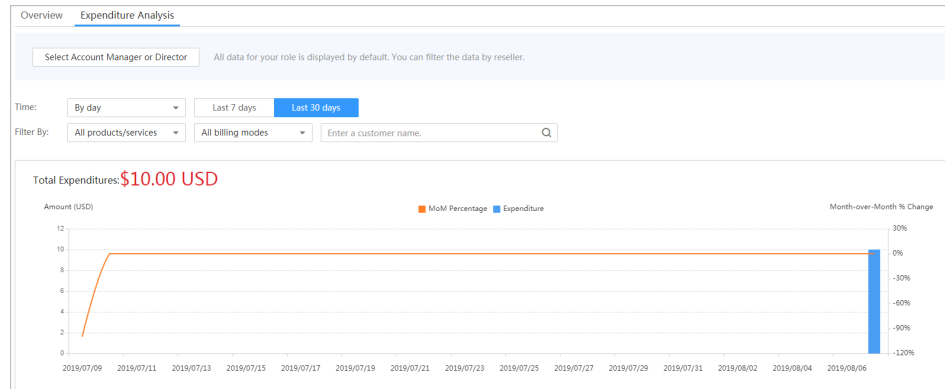 Overview Expenditure Analysis
Select Account Manager or Director All data for your role is displayed by default. You can filter the data by reseller.
Time: By day Last 7 days Last 30 days
Filter By: All products/services All billing modes Enter a customer name.
Total Expenditures:$10.00 USD
Amount (USD) MoM Percentage Expenditure Month-over-Month % Change
12 30%
10 0%
8 -30%
6 -60%
4
2 -90%
0 -120%
2019/07/09 2019/07/11 2019/07/13 2019/07/15 2019/07/17 2019/07/19 2019/07/21 2019/07/23 2019/07/25 2019/07/27 2019/07/29 2019/07/31 2019/08/02 2019/08/04 2019/08/06